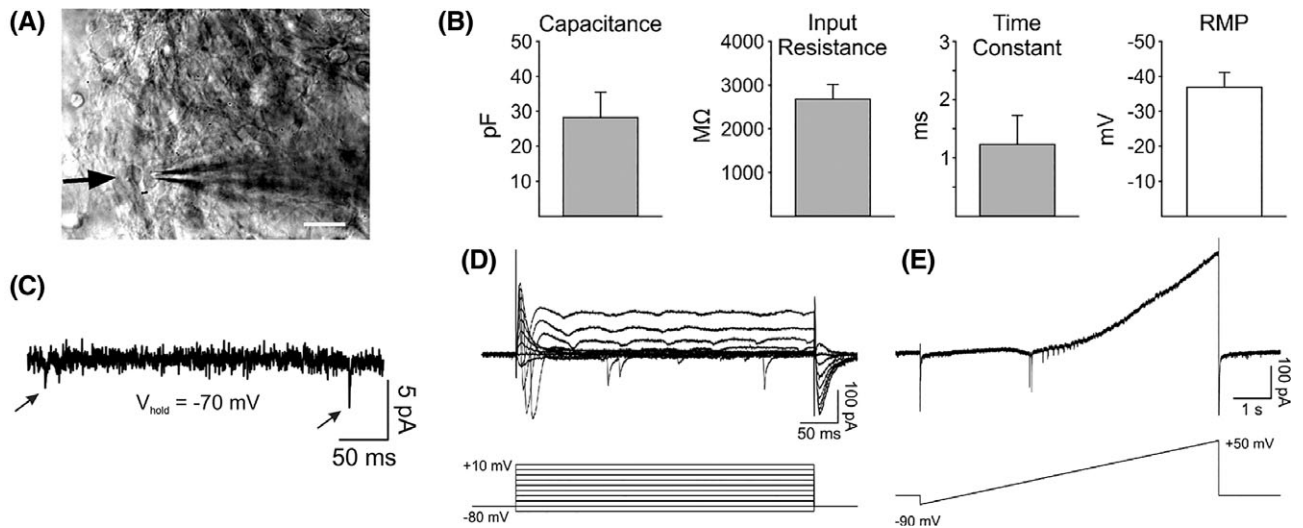 (A)
(B)
Capacitance
pF
50
40
30
20
10
Input
Resistance
MΩ
4000
3000
2000
1000
Time
Constant
ms
3
2
1
RMP
mV
-50
-40
-30
-20
-10
(C)
V hold = -70 mV
5 pA
50 ms
(D)
100 pA
50 ms
+10 mV
-80 mV
(E)
100 pA
1 s
+50 mV
-90 mV